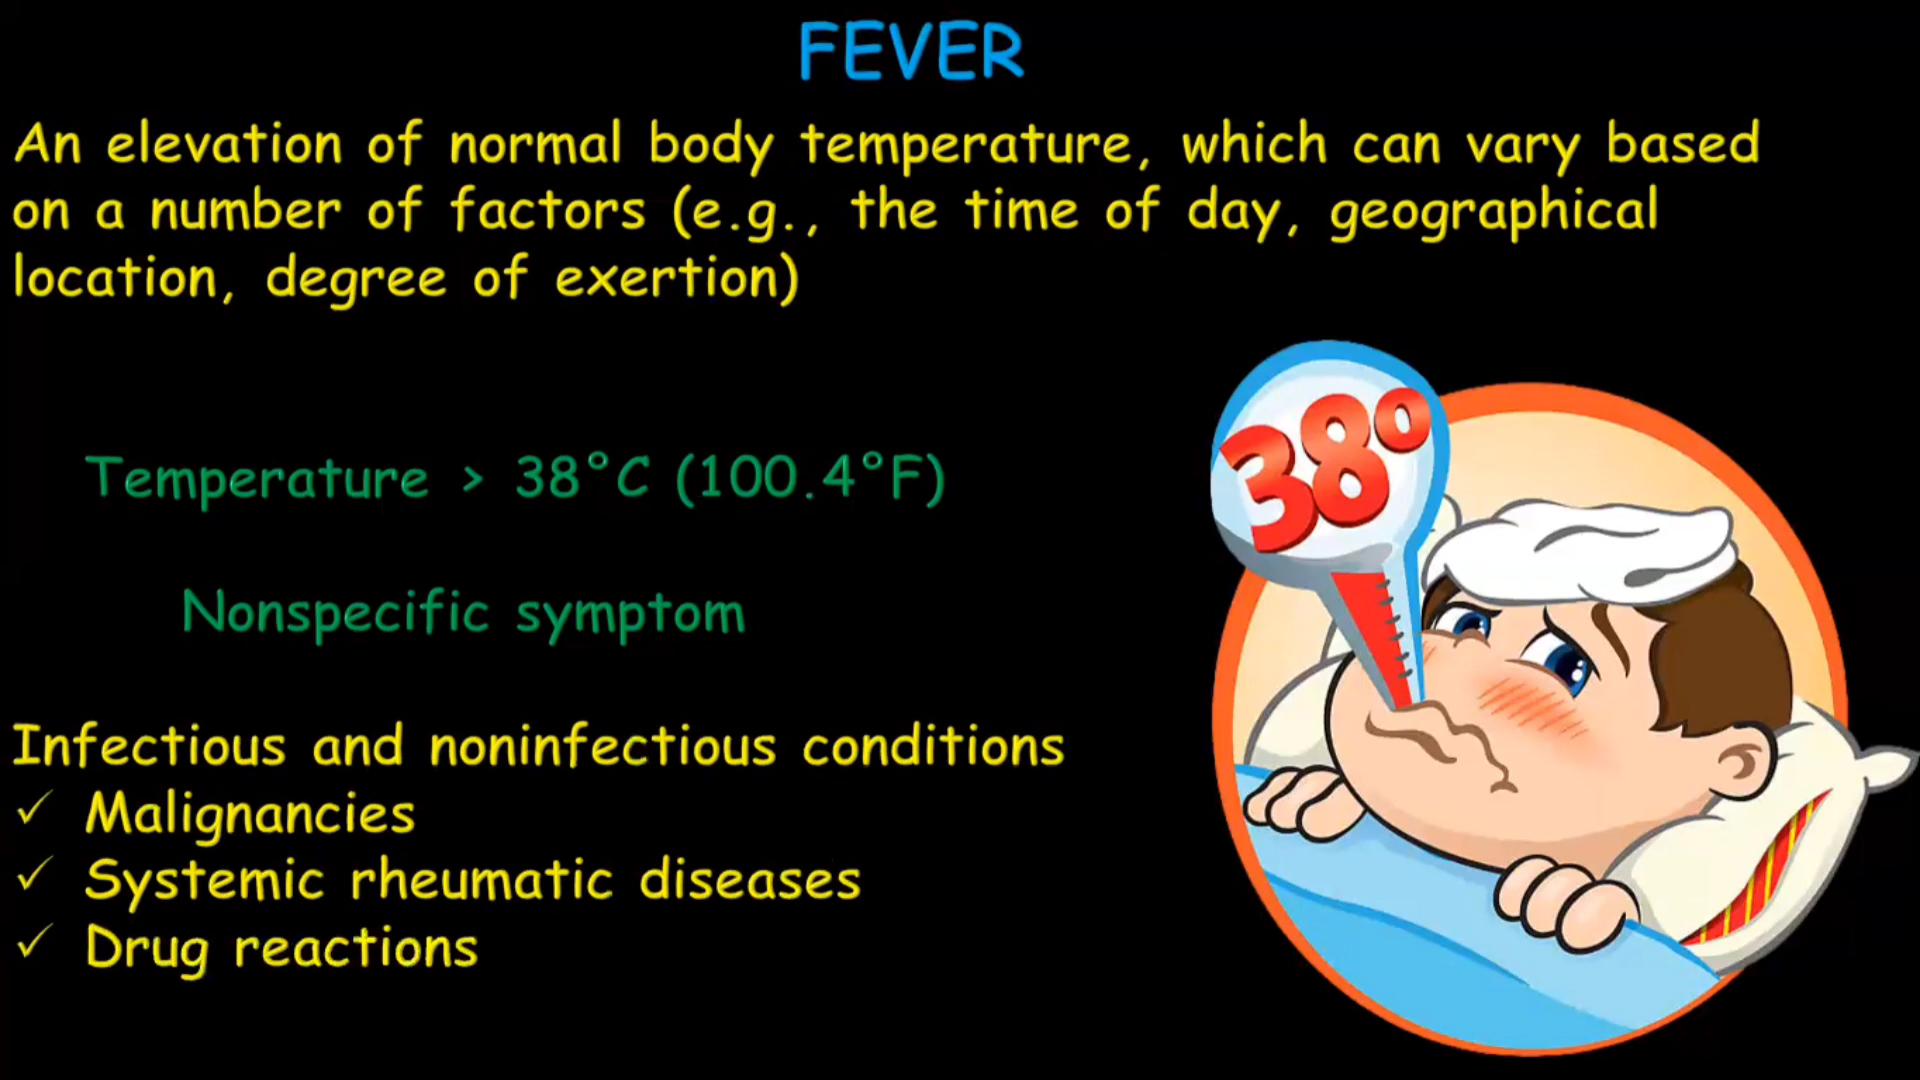 FEVER
An elevation of normal body temperature, which can vary based
on a number of factors (e.g., the time of day, geographical
location, degree of exertion)
Temperature > 38°C (100.4°F)
Nonspecific symptom
Infectious and noninfectious conditions
✓ Malignancies
✓ Systemic rheumatic diseases
✓ Drug reactions
38°